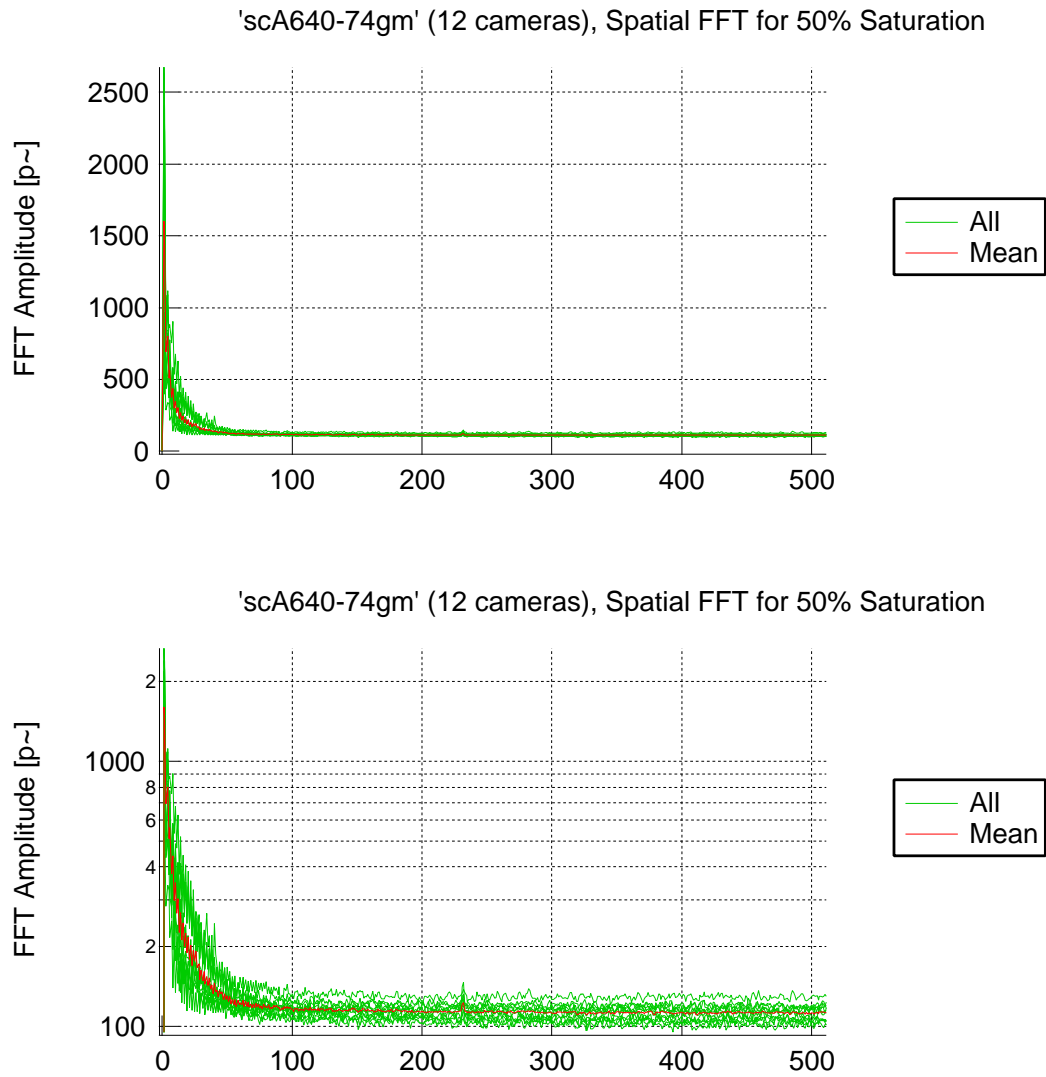 'scA640-74gm' (12 cameras), Spatial FFT for 50% Saturation
FFT Amplitude [p~]
2500
2000
1500
1000
500
0
0 100 200 300 400 500
All
Mean
'scA640-74gm' (12 cameras), Spatial FFT for 50% Saturation
FFT Amplitude [p~]
2
1000
8
6
4
2
100
0 100 200 300 400 500
All
Mean